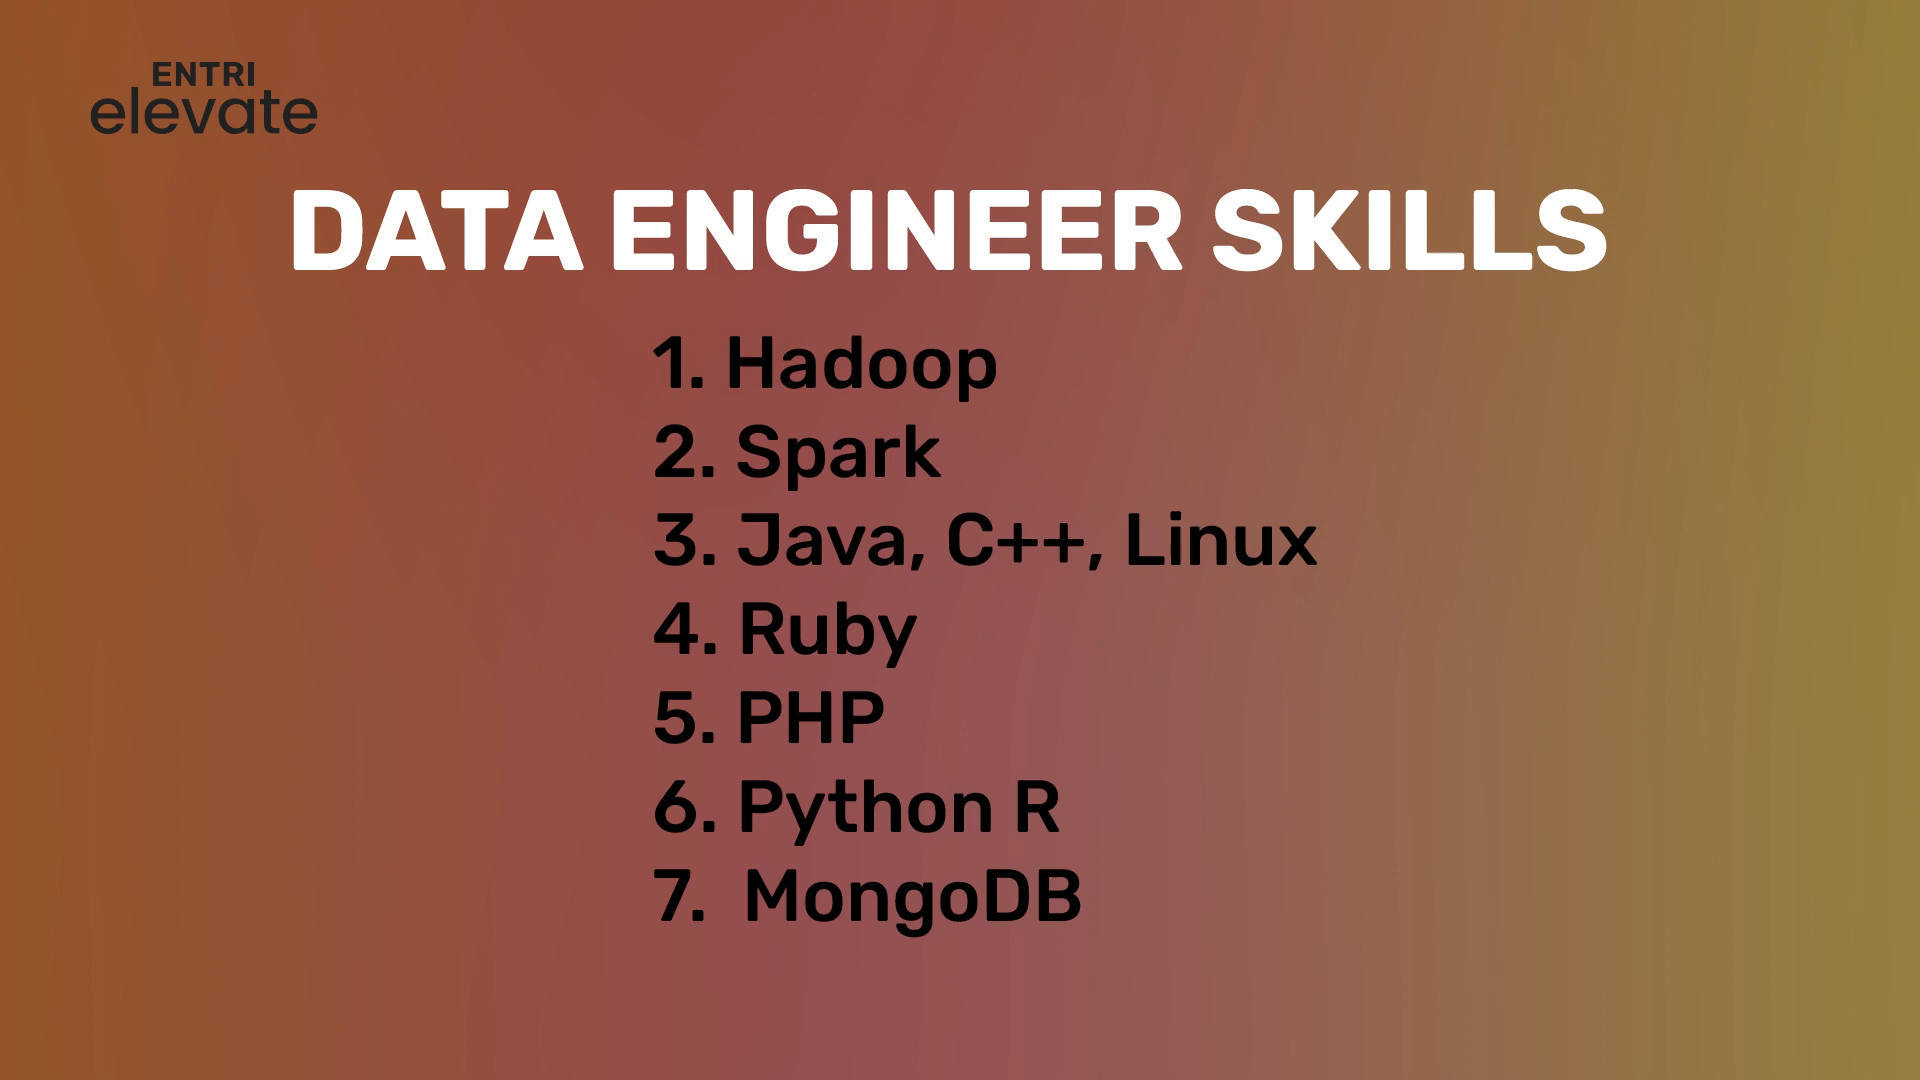 ENTRI
elevate
DATA ENGINEER SKILLS
1. Hadoop
2. Spark
3. Java, C++, Linux
4. Ruby
5. PHP
6. Python R
7. MongoDB